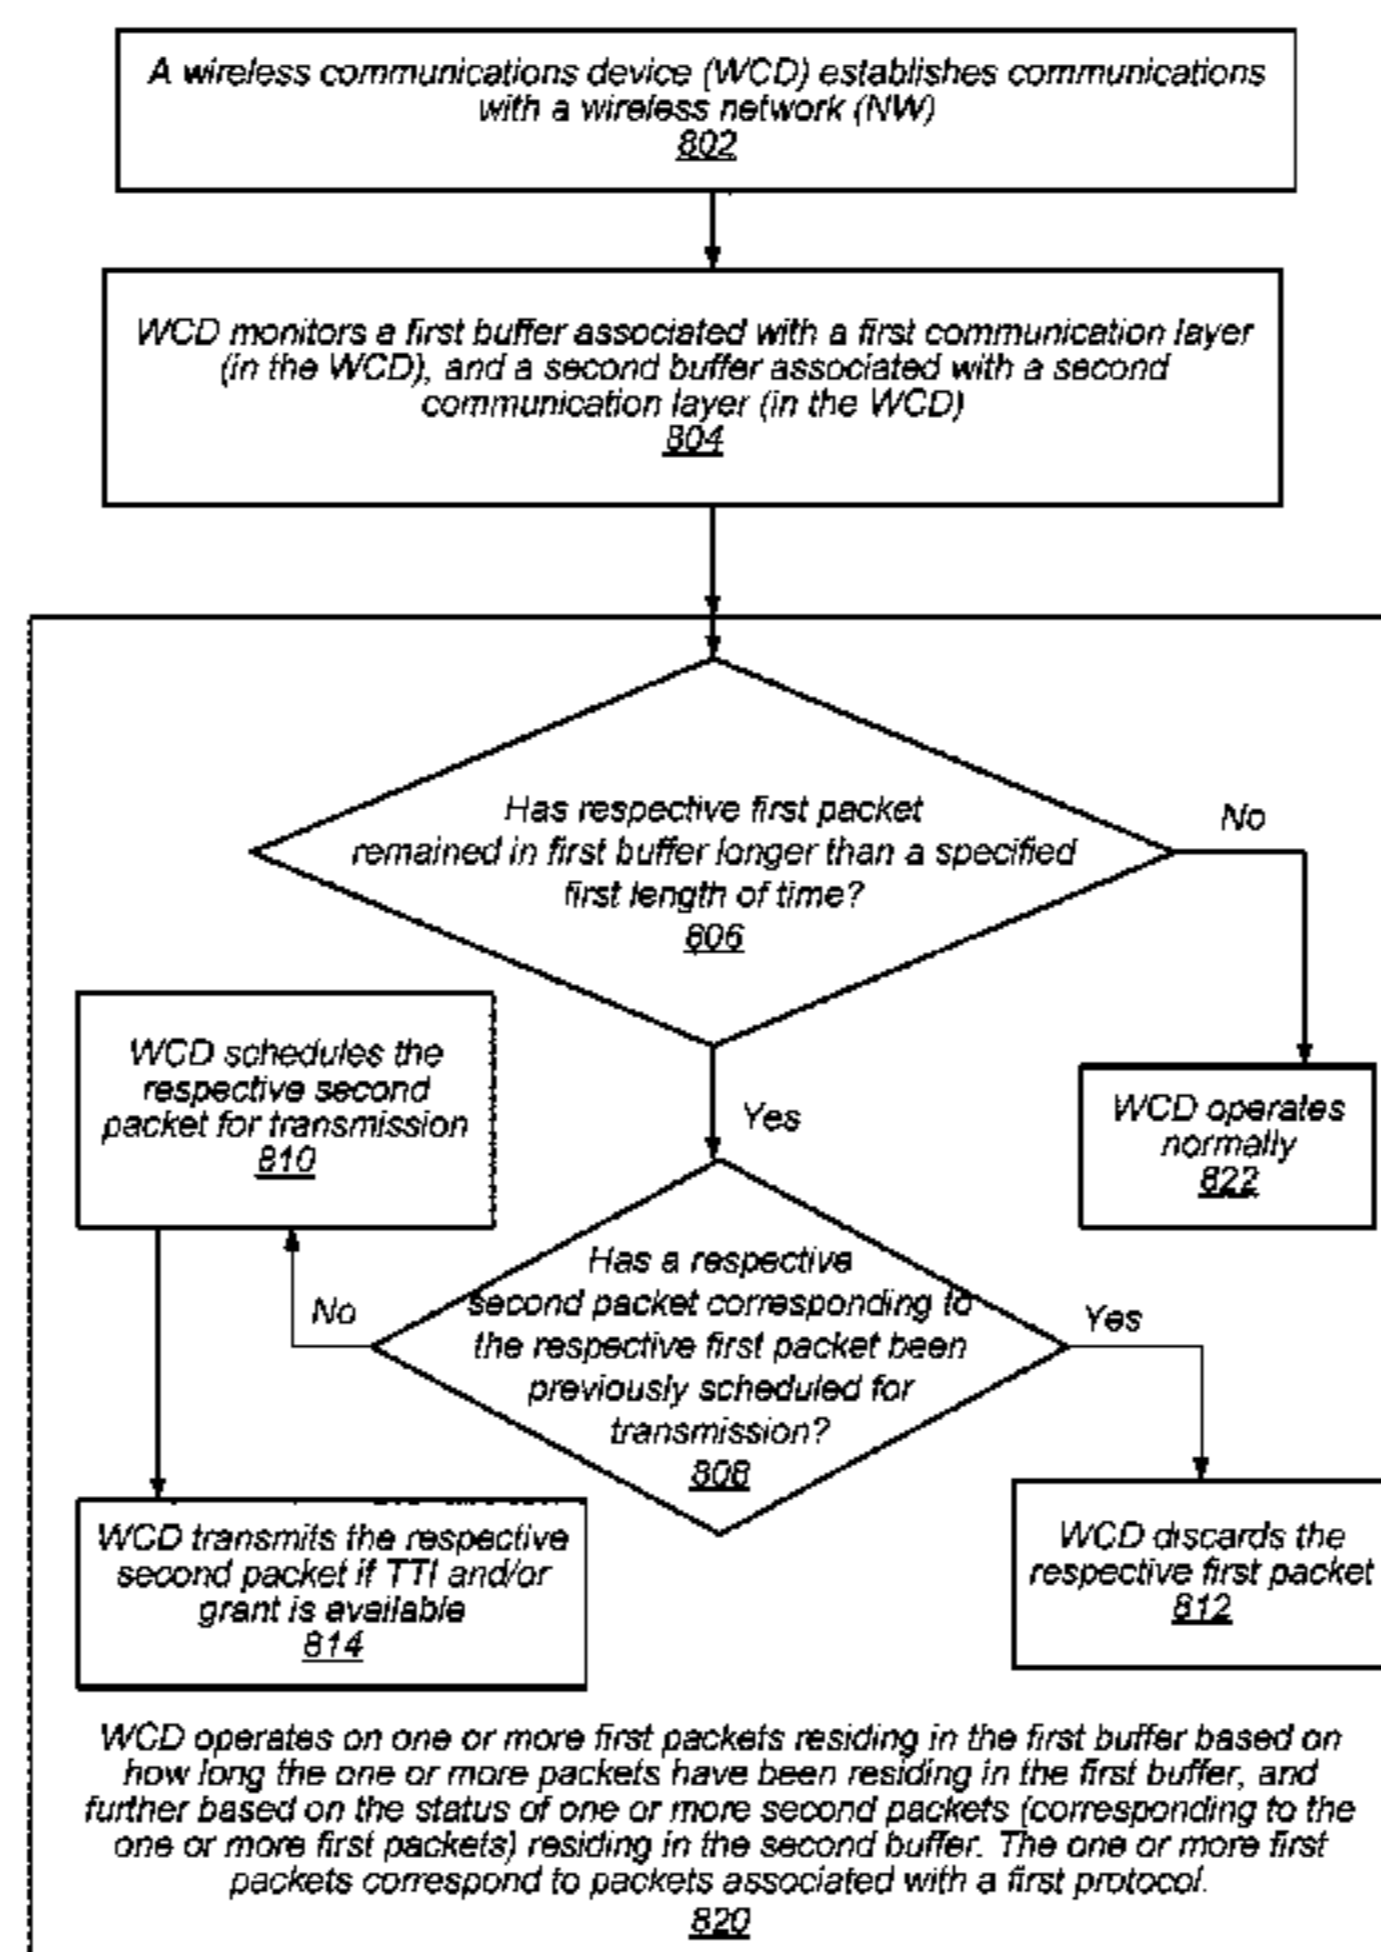 A wireless communications device (WCD) establishes communications
with a wireless network (NW)
802
WCD monitors a first buffer associated with a first communication layer
(in the WCD), and a second buffer associated with a second
communication layer (in the WCD)
804
Has respective first packet
remained in first buffer longer than a specified
first length of time?
806
No
WCD schedules the
respective second
packet for transmission
810
Yes
WCD operates
normally
822
Has a respective
second packet corresponding to
the respective first packet been
previously scheduled for
transmission?
808
No
Yes
WCD transmits the respective
second packet if TTI and/or
grant is available
814
WCD discards the
respective first packet
812
WCD operates on one or more first packets residing in the first buffer based on
how long the one or more packets have been residing in the first buffer, and
further based on the status of one or more second packets (corresponding to the
one or more first packets) residing in the second buffer. The one or more first
packets correspond to packets associated with a first protocol.
820